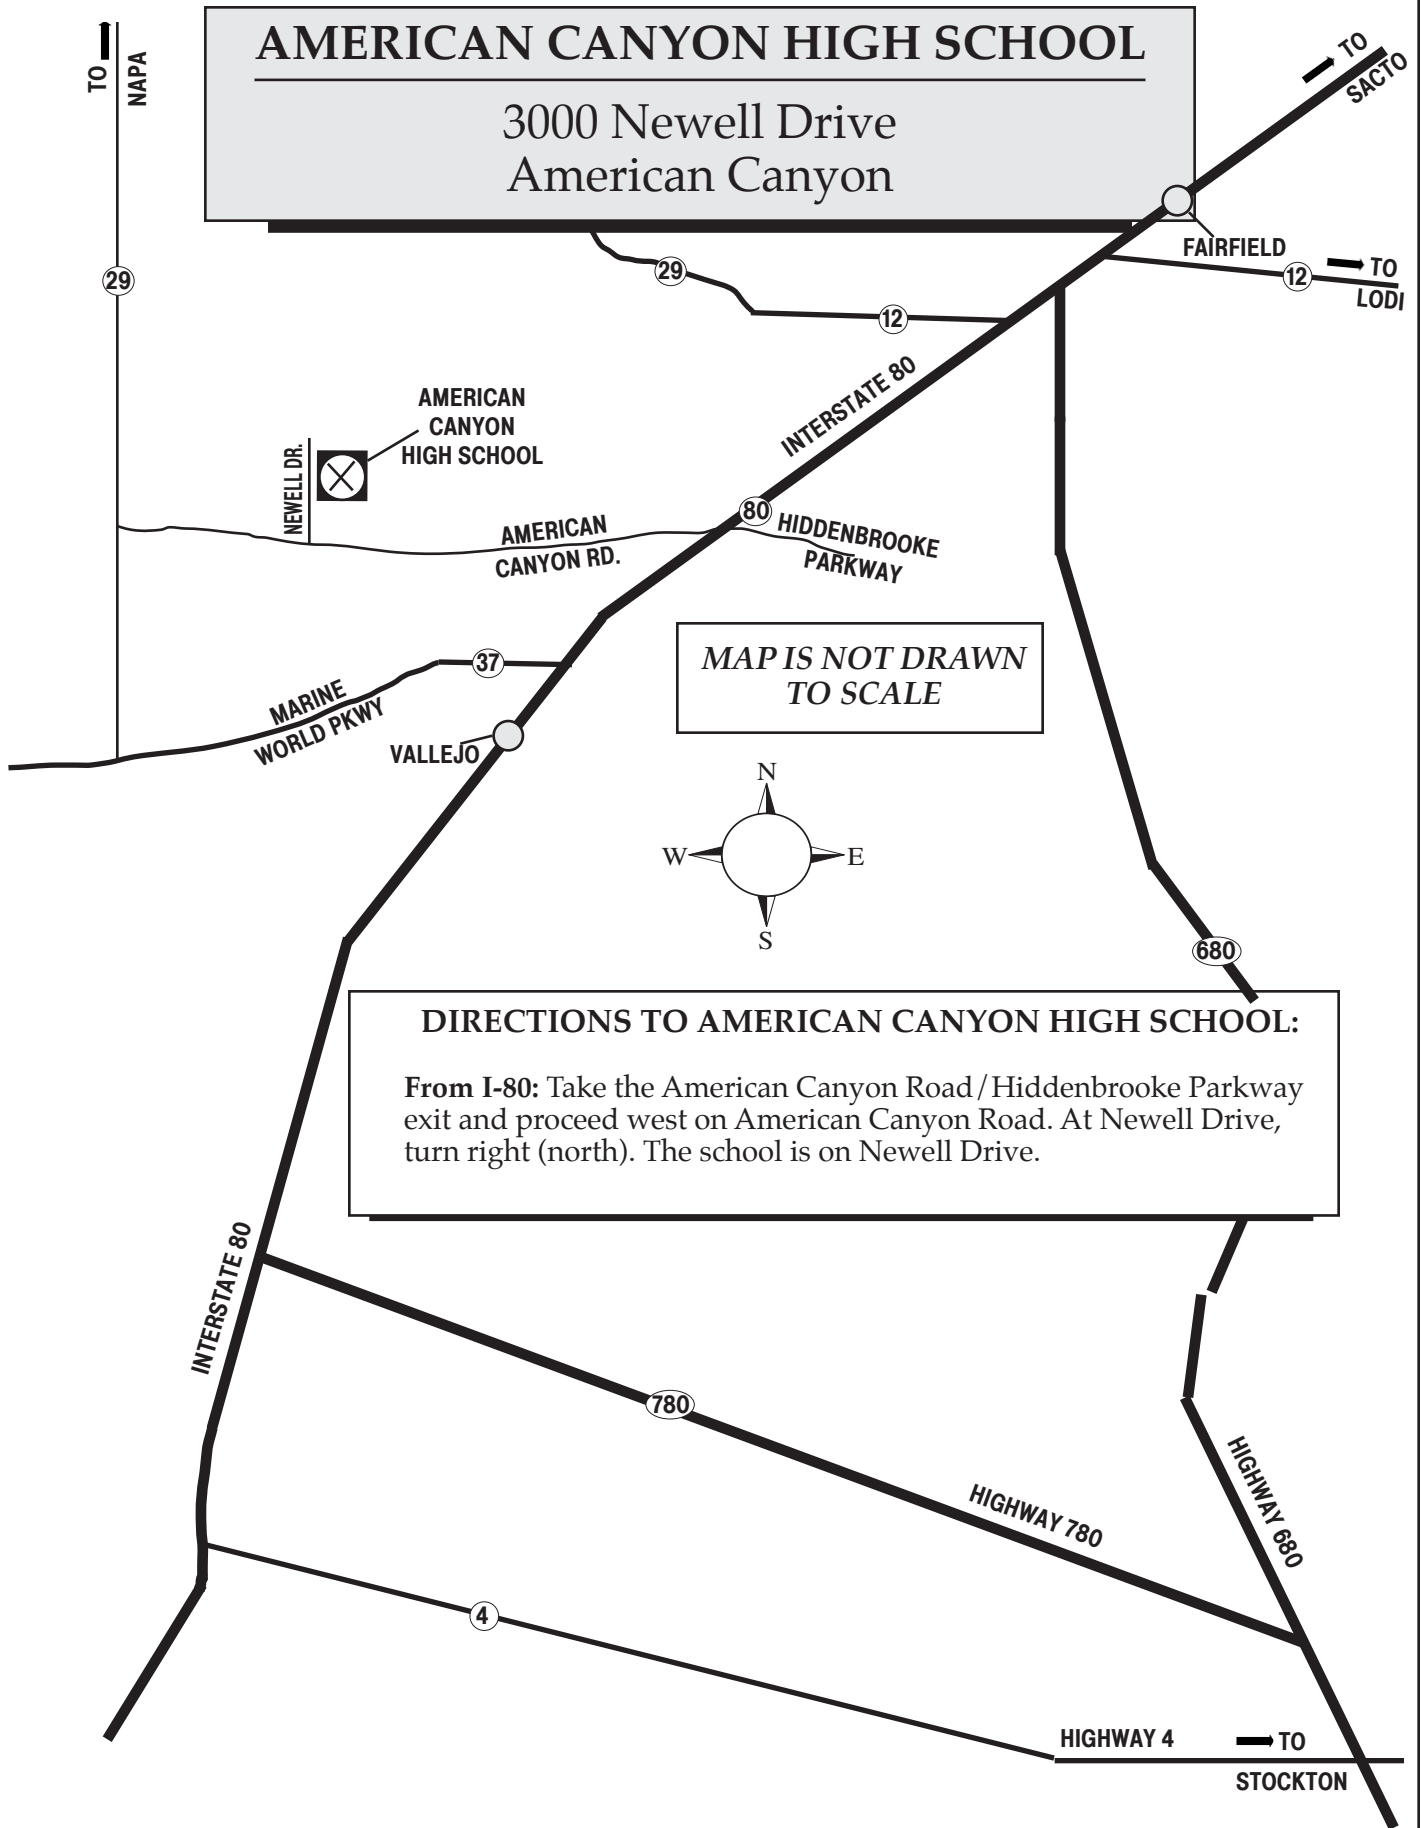 AMERICAN CANYON HIGH SCHOOL
3000 Newell Drive
American Canyon
TO
NAPA
TO
SACTO
FAIRFIELD
29
29
12
12
TO
LODI
INTERSTATE 80
AMERICAN
CANYON
HIGH SCHOOL
NEWELL DR.
80
HIDDENBROOKE
PARKWAY
AMERICAN
CANYON RD.
37
MARINE
WORLD PKWY
VALLEJO
MAP IS NOT DRAWN
TO SCALE
N
W
E
S
680
DIRECTIONS TO AMERICAN CANYON HIGH SCHOOL:
From I-80: Take the American Canyon Road/Hiddenbrooke Parkway
exit and proceed west on American Canyon Road. At Newell Drive,
turn right (north). The school is on Newell Drive.
INTERSTATE 80
780
HIGHWAY 780
HIGHWAY 680
4
HIGHWAY 4
TO
STOCKTON